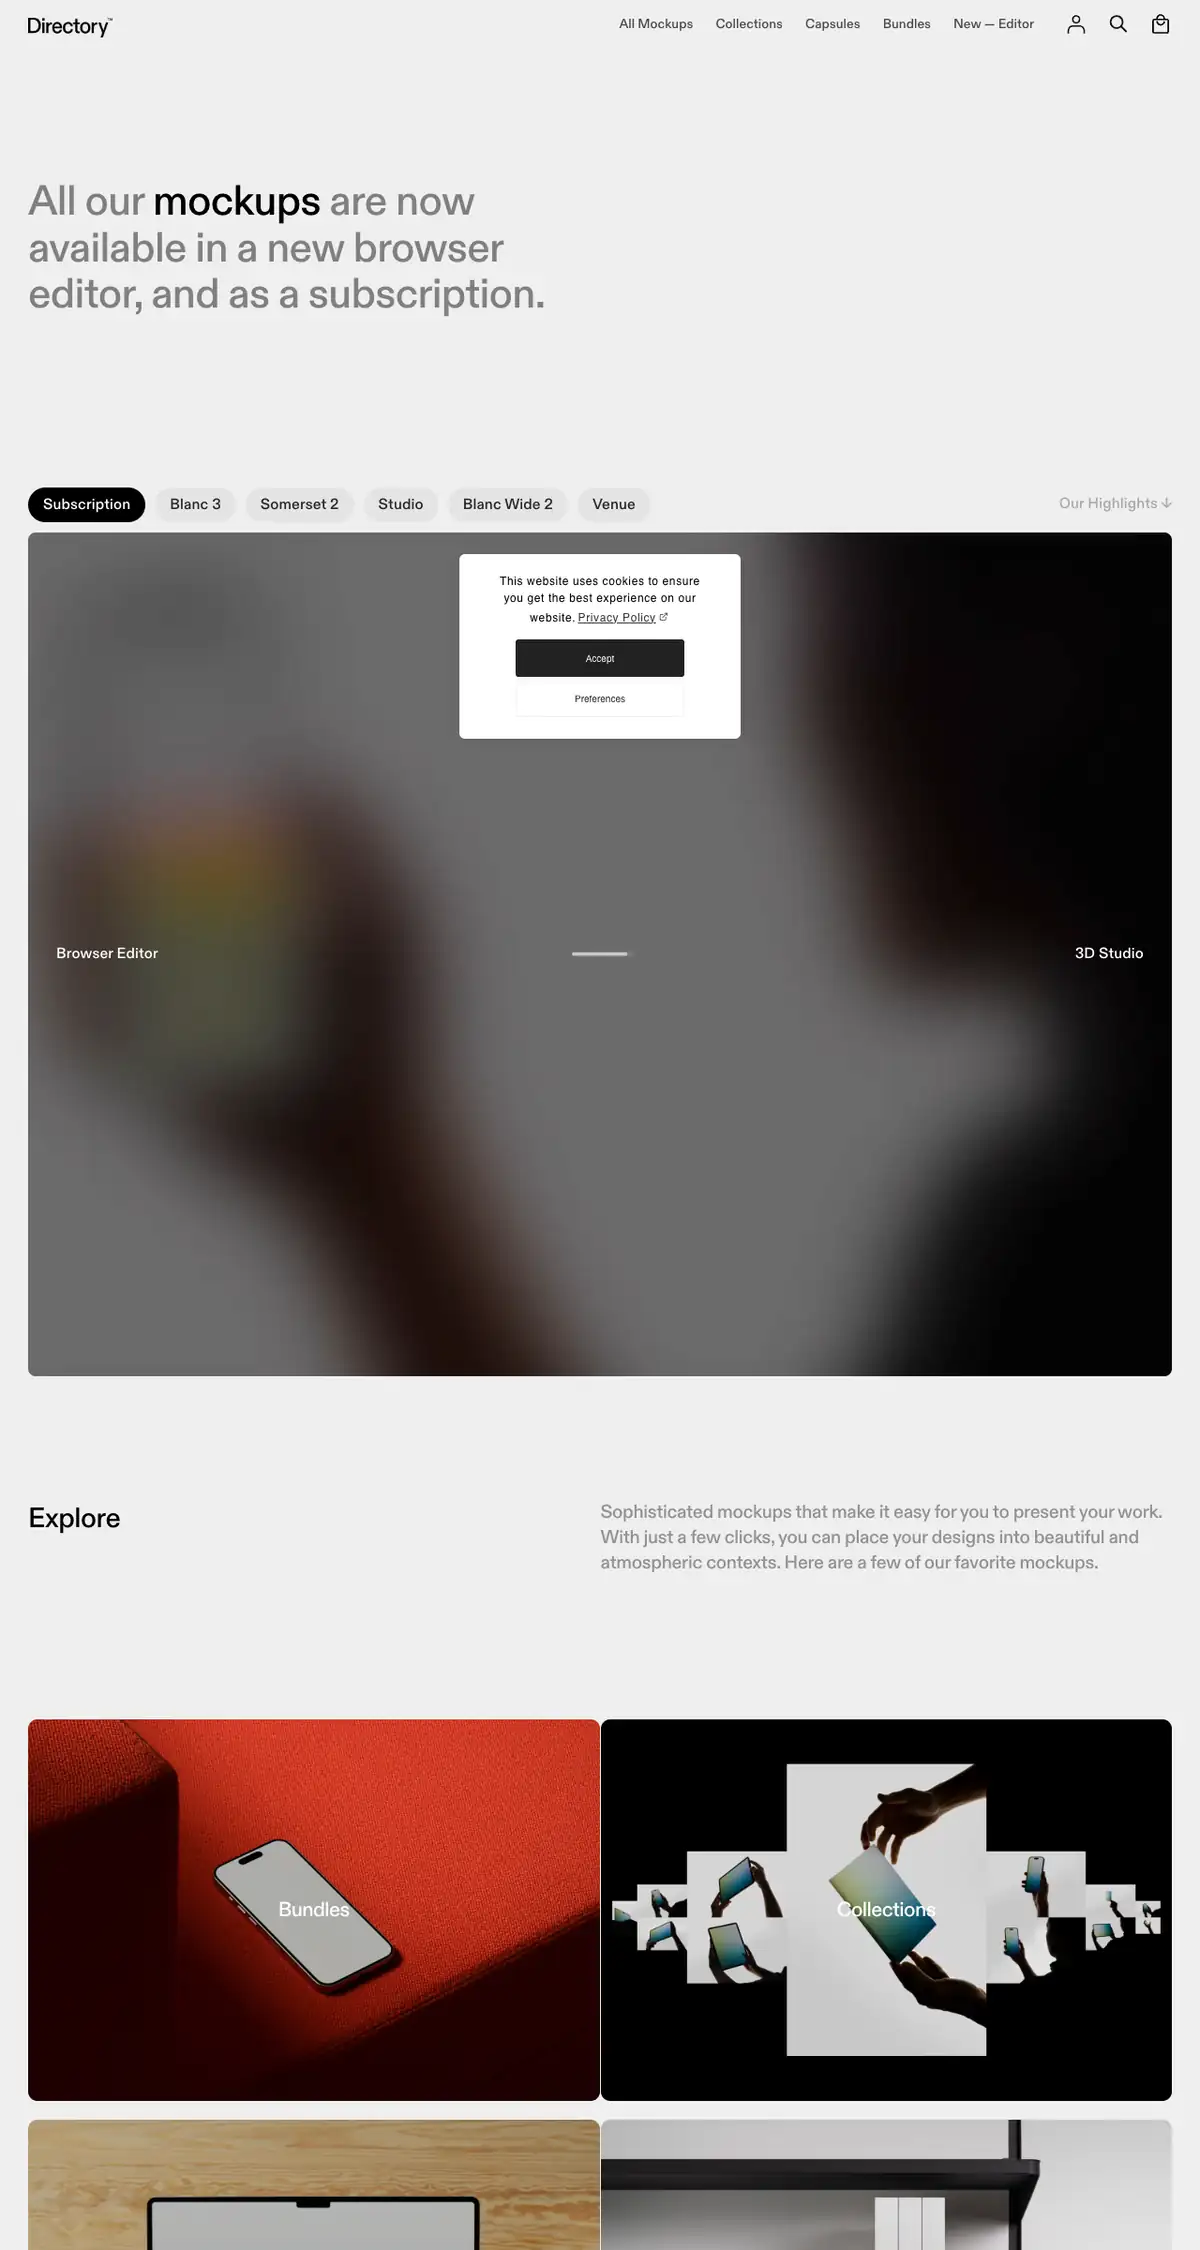 Directory™
All Mockups
Collections
Capsules
Bundles
New — Editor
All our mockups are now
available in a new browser
editor, and as a subscription.
Subscription
Blanc 3
Somerset 2
Studio
Blanc Wide 2
Venue
Our Highlights ↓
This website uses cookies to ensure
you get the best experience on our
website. Privacy Policy
Accept
Preferences
Browser Editor
3D Studio
Explore
Sophisticated mockups that make it easy for you to present your work.
With just a few clicks, you can place your designs into beautiful and
atmospheric contexts. Here are a few of our favorite mockups.
Bundles
Collections